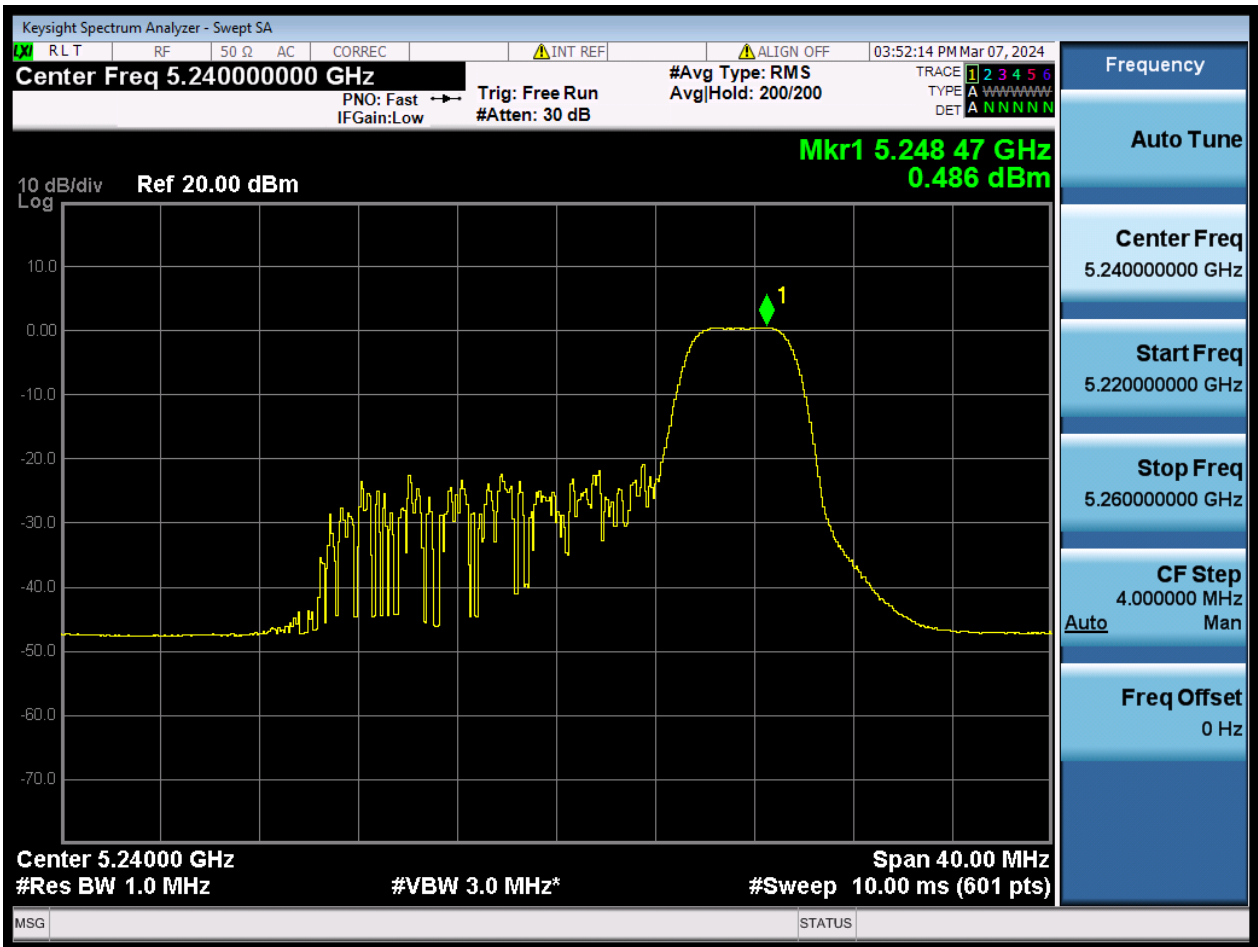 Keysight Spectrum Analyzer - Swept SA
LXI RLT RF 50 Ω AC CORREC INT REF ALIGN OFF 03:52:14 PM Mar 07, 2024
Center Freq 5.240000000 GHz
PNO: Fast
IFGain:Low
Trig: Free Run
#Atten: 30 dB
#Avg Type: RMS
Avg|Hold: 200/200
TRACE 1 2 3 4 5 6
TYPE A WWWWW
DET A N N N N N
Mkr1 5.248 47 GHz
0.486 dBm
10 dB/div Ref 20.00 dBm
Log
10.0
0.00
-10.0
-20.0
-30.0
-40.0
-50.0
-60.0
-70.0
1
Center 5.24000 GHz Span 40.00 MHz
#Res BW 1.0 MHz #VBW 3.0 MHz* #Sweep 10.00 ms (601 pts)
MSG STATUS
Frequency
Auto Tune
Center Freq
5.240000000 GHz
Start Freq
5.220000000 GHz
Stop Freq
5.260000000 GHz
CF Step
4.000000 MHz
Auto Man
Freq Offset
0 Hz